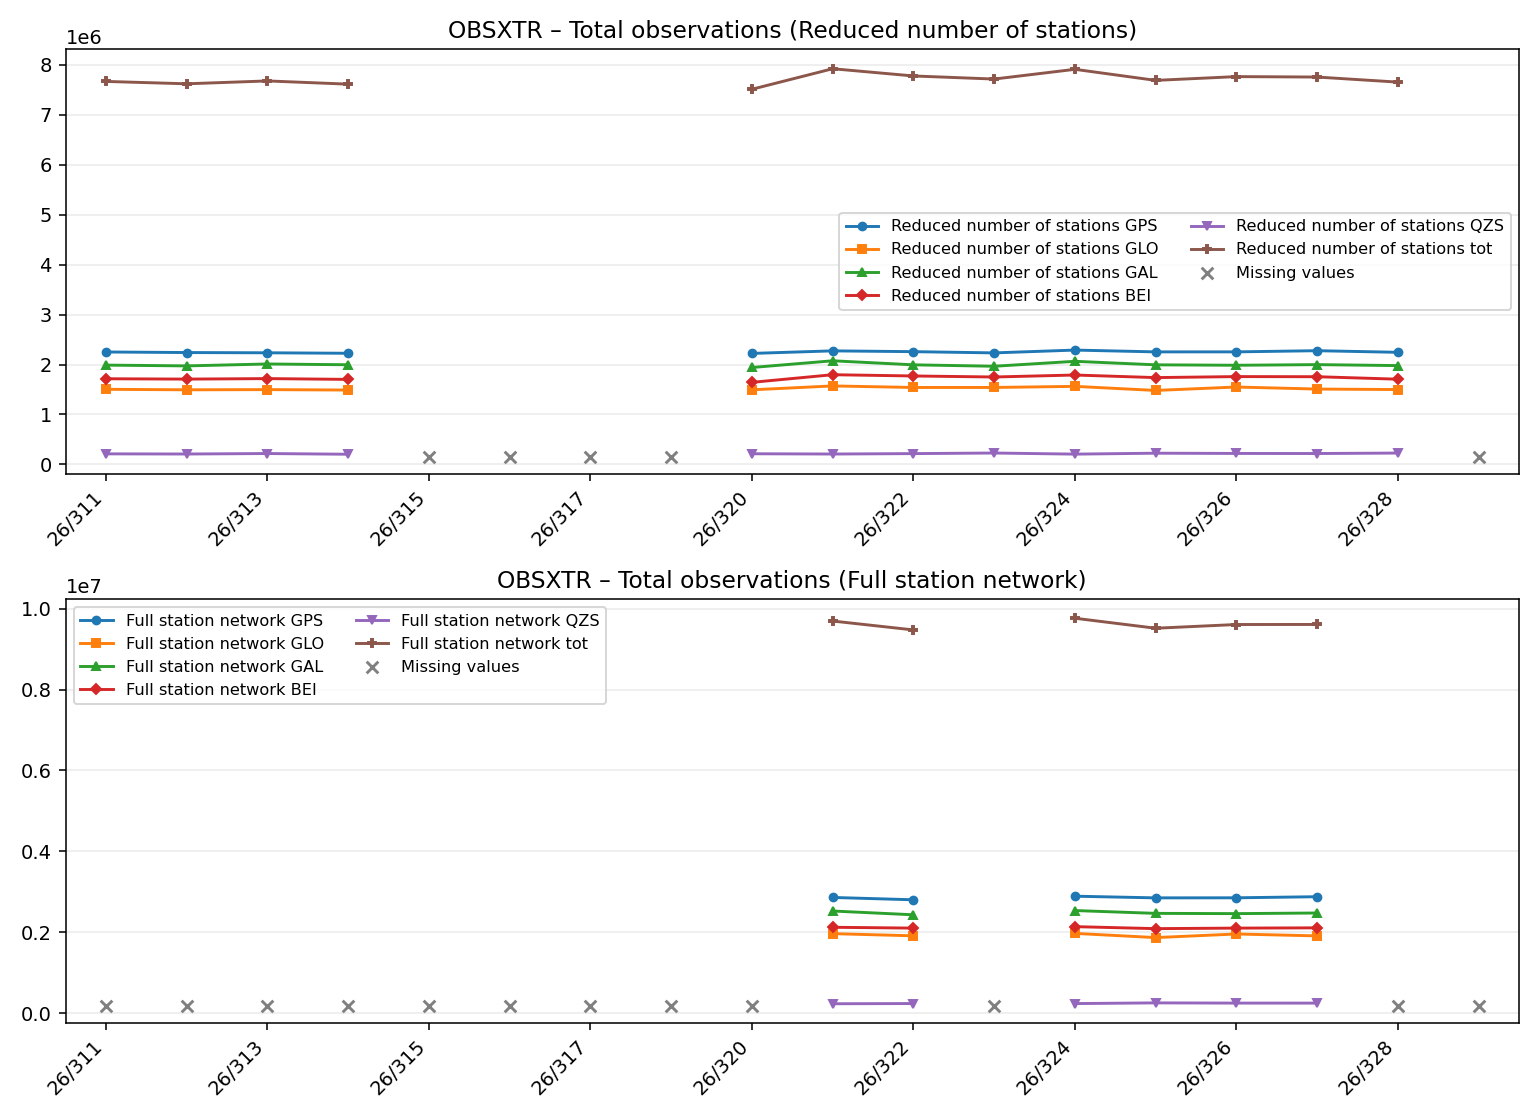 OBSXTR – Total observations (Reduced number of stations)
1e6
8
7
6
5
4
3
2
1
0
Reduced number of stations GPS
Reduced number of stations GLO
Reduced number of stations GAL
Reduced number of stations BEI
Reduced number of stations QZS
Reduced number of stations tot
Missing values
26/311
26/313
26/315
26/317
26/320
26/322
26/324
26/326
26/328
OBSXTR – Total observations (Full station network)
1e7
1.0
0.8
0.6
0.4
0.2
0.0
Full station network GPS
Full station network GLO
Full station network GAL
Full station network BEI
Full station network QZS
Full station network tot
Missing values
26/311
26/313
26/315
26/317
26/320
26/322
26/324
26/326
26/328